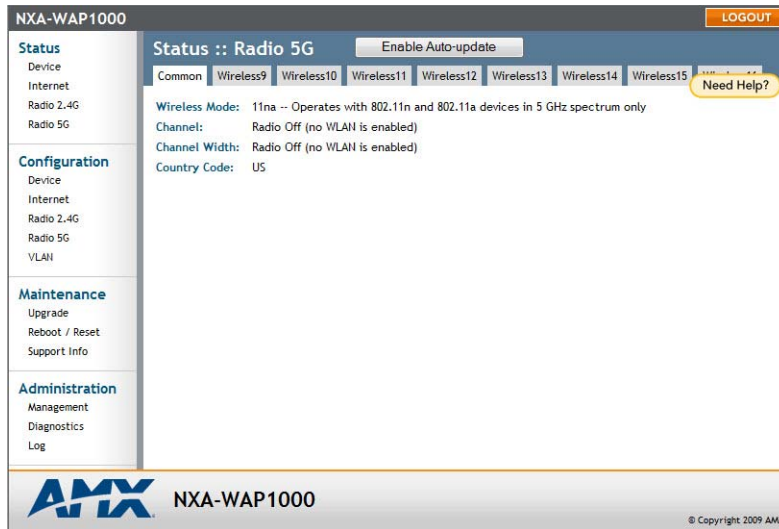 NXA-WAP1000
LOGOUT
Status
Device
Internet
Radio 2.4G
Radio 5G
Configuration
Device
Internet
Radio 2.4G
Radio 5G
VLAN
Maintenance
Upgrade
Reboot / Reset
Support Info
Administration
Management
Diagnostics
Log
Status :: Radio 5G
Enable Auto-update
Common Wireless9 Wireless10 Wireless11 Wireless12 Wireless13 Wireless14 Wireless15
Need Help?
Wireless Mode: 11na -- Operates with 802.11n and 802.11a devices in 5 GHz spectrum only
Channel: Radio Off (no WLAN is enabled)
Channel Width: Radio Off (no WLAN is enabled)
Country Code: US
AMX NXA-WAP1000
© Copyright 2009 AM